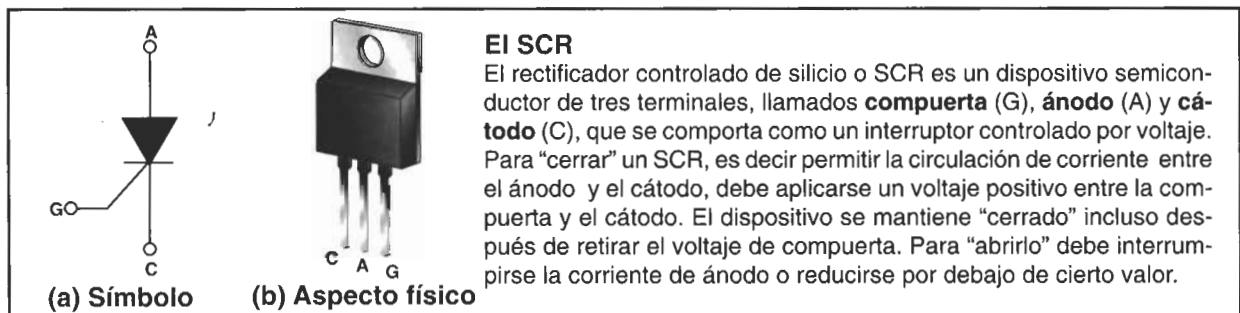 A
GO
C
(a) Símbolo
C A G
(b) Aspecto físico
El SCR
El rectificador controlado de silicio o SCR es un dispositivo semicon-
ductor de tres terminales, llamados compuerta (G), ánodo (A) y cá-
todo (C), que se comporta como un interruptor controlado por voltaje.
Para “cerrar” un SCR, es decir permitir la circulación de corriente entre
el ánodo y el cátodo, debe aplicarse un voltaje positivo entre la com-
puerta y el cátodo. El dispositivo se mantiene “cerrado” incluso des-
pués de retirar el voltaje de compuerta. Para “abrirlo” debe interrum-
pirse la corriente de ánodo o reducirse por debajo de cierto valor.